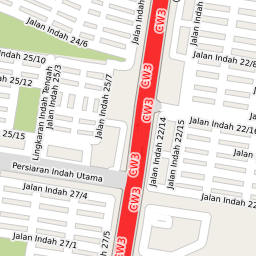 Jalan Indah 24/6
Jalan Indah
CW3
25/10
Jalan Indah 22/8
Lingkaran Indah Tengah
Jalan Indah 25/3
Jalan Indah 25/7
25/12
CW3
CW3
Jalan Indah 22/16
25/15
Jalan Indah 22/14
Jalan Indah 22/15
CW3
Persiaran Indah Utama
Jalan Indah 27/4
Jalan Indah 22
CW3
Jalan Indah 27/1
27/5